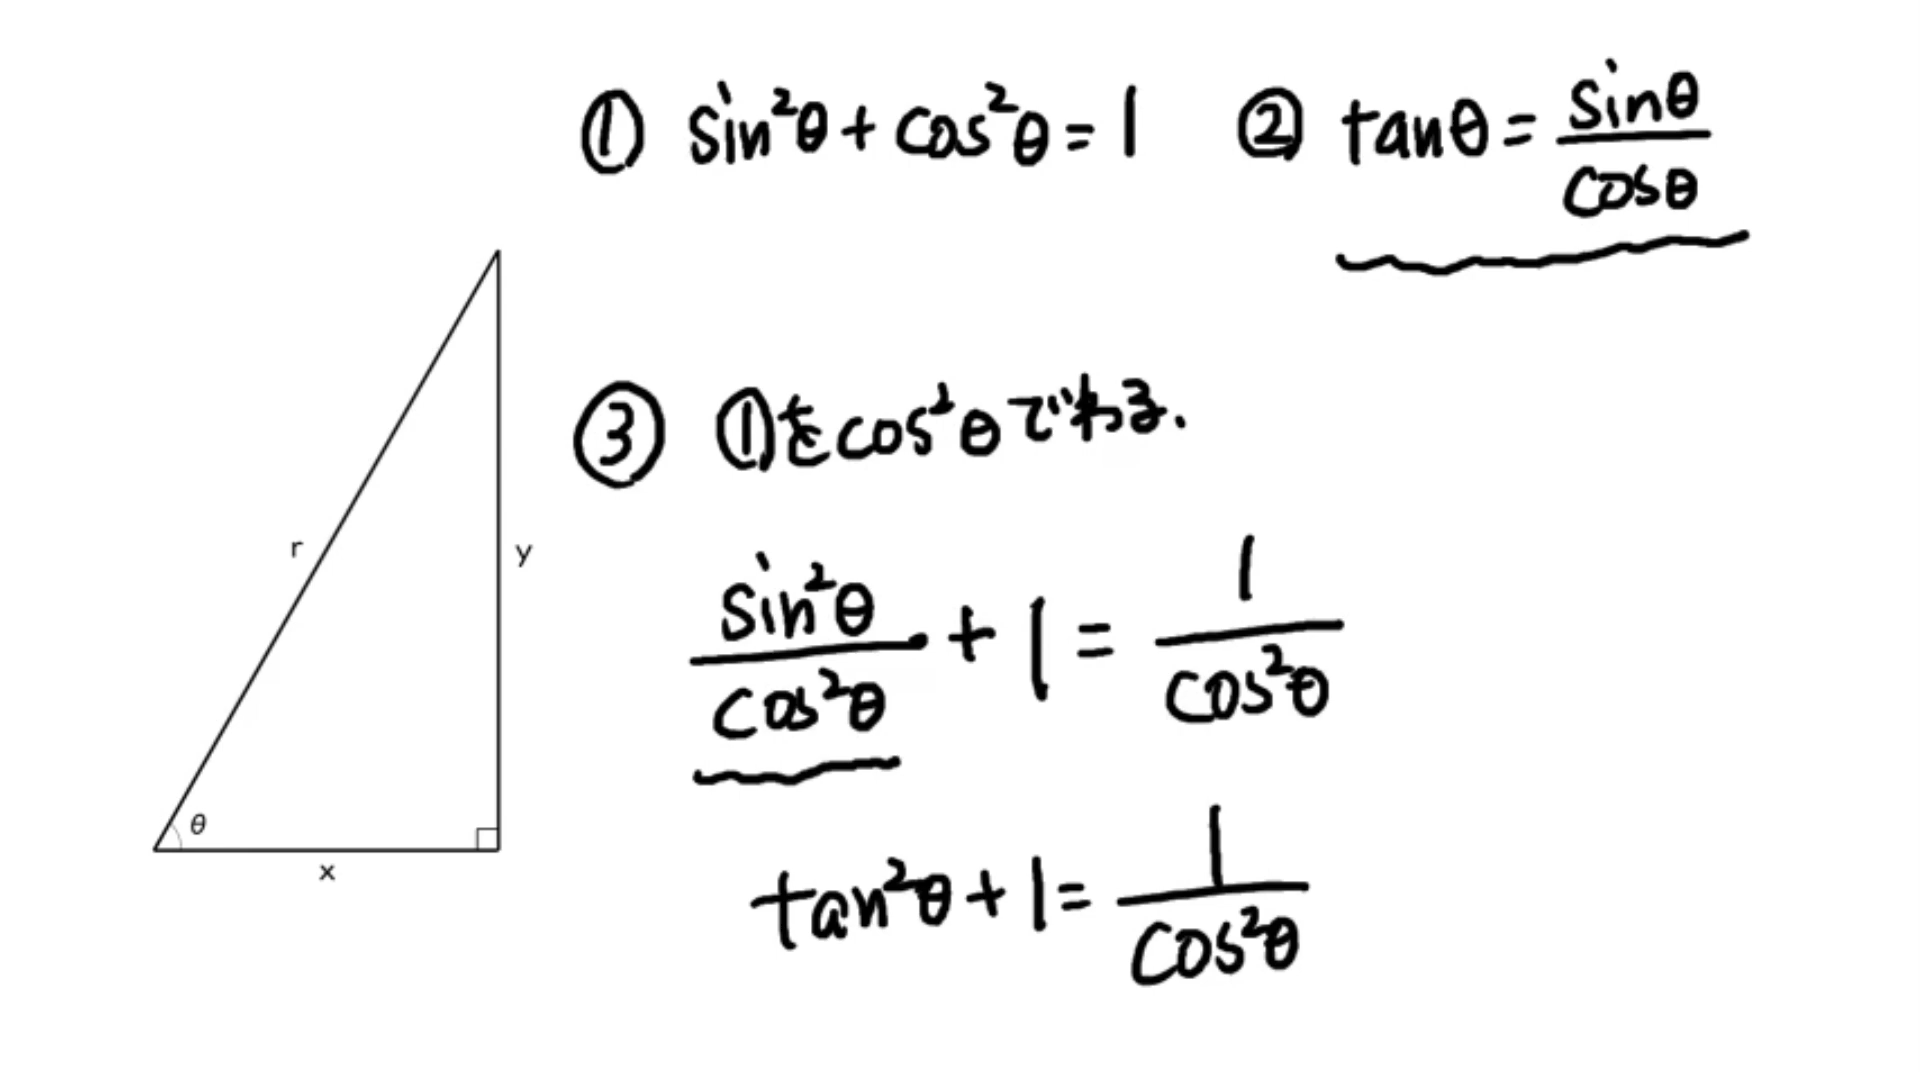 ① sin²θ + cos²θ = 1 ② tanθ = sinθ/cosθ
③ ①をcos²θでわる.
sin²θ/cos²θ + 1 = 1/cos²θ
tan²θ + 1 = 1/cos²θ
r
y
θ
x